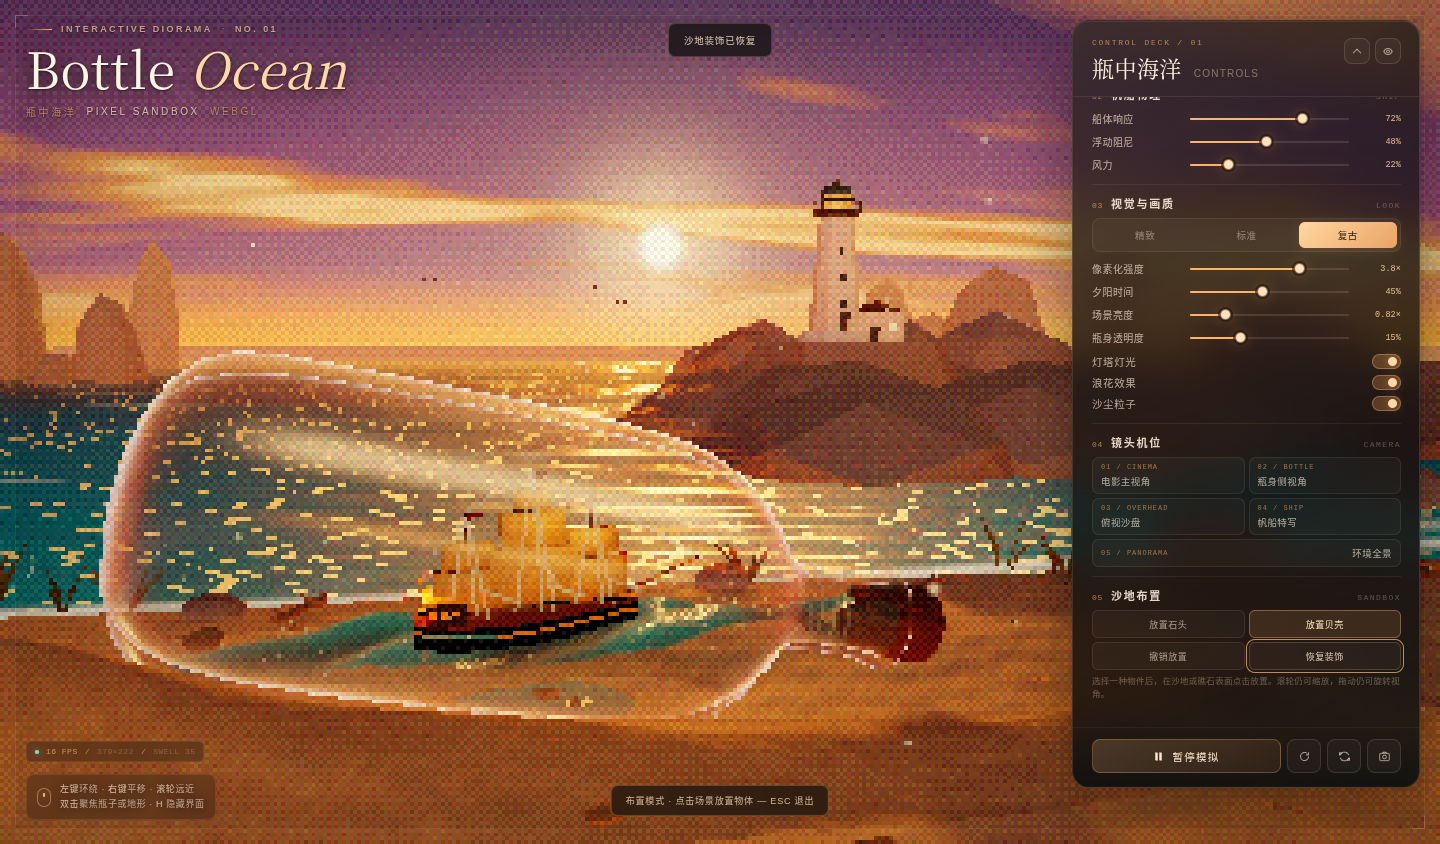 INTERACTIVE DIORAMA · NO. 01
Bottle Ocean
瓶中海洋 PIXEL SANDBOX WEBGL
沙地装饰已恢复
CONTROL DECK / 01
瓶中海洋 CONTROLS
船体响应 72%
浮动阻尼 48%
风力 22%
03 视觉与画质 LOOK
精致 标准 复古
像素化强度 3.8×
夕阳时间 45%
场景亮度 0.82×
瓶身透明度 15%
灯塔灯光
浪花效果
沙尘粒子
04 镜头机位 CAMERA
01 / CINEMA
电影主视角
02 / BOTTLE
瓶身侧视角
03 / OVERHEAD
俯视沙盘
04 / SHIP
帆船特写
05 / PANORAMA 环境全景
05 沙地布置 SANDBOX
放置石头 放置贝壳
撤销放置 恢复装饰
选择一种物件后，在沙地或礁石表面点击放置。滚轮仍可缩放，拖动仍可旋转视
角。
暂停模拟
16 FPS / 379×222 / SWELL 35
左键环绕 · 右键平移 · 滚轮远近
双击聚焦瓶子或地形 · H 隐藏界面
布置模式 · 点击场景放置物体 — ESC 退出